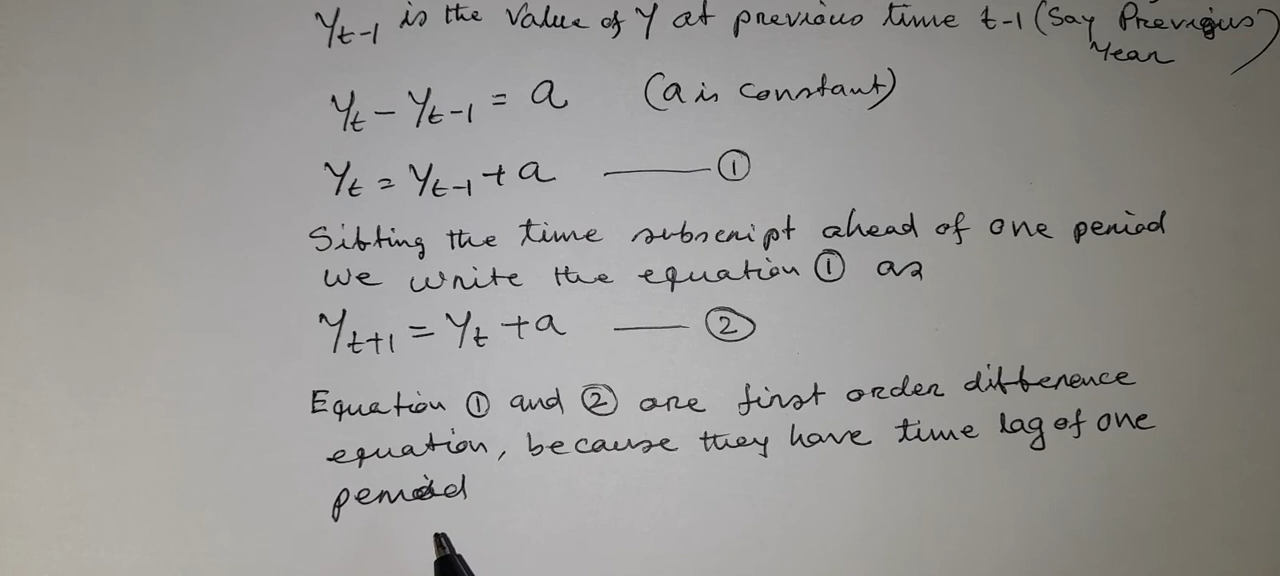 Yt-1 is the Value of Y at previous time t-1 (Say Previous
Year)
Yt - Yt-1 = a (a is constant)
Yt = Yt-1 + a —— ①
Sifting the time subscript ahead of one period
we write the equation ① as
Yt+1 = Yt + a —— ②
Equation ① and ② are first order difference
equation, because they have time lag of one
period